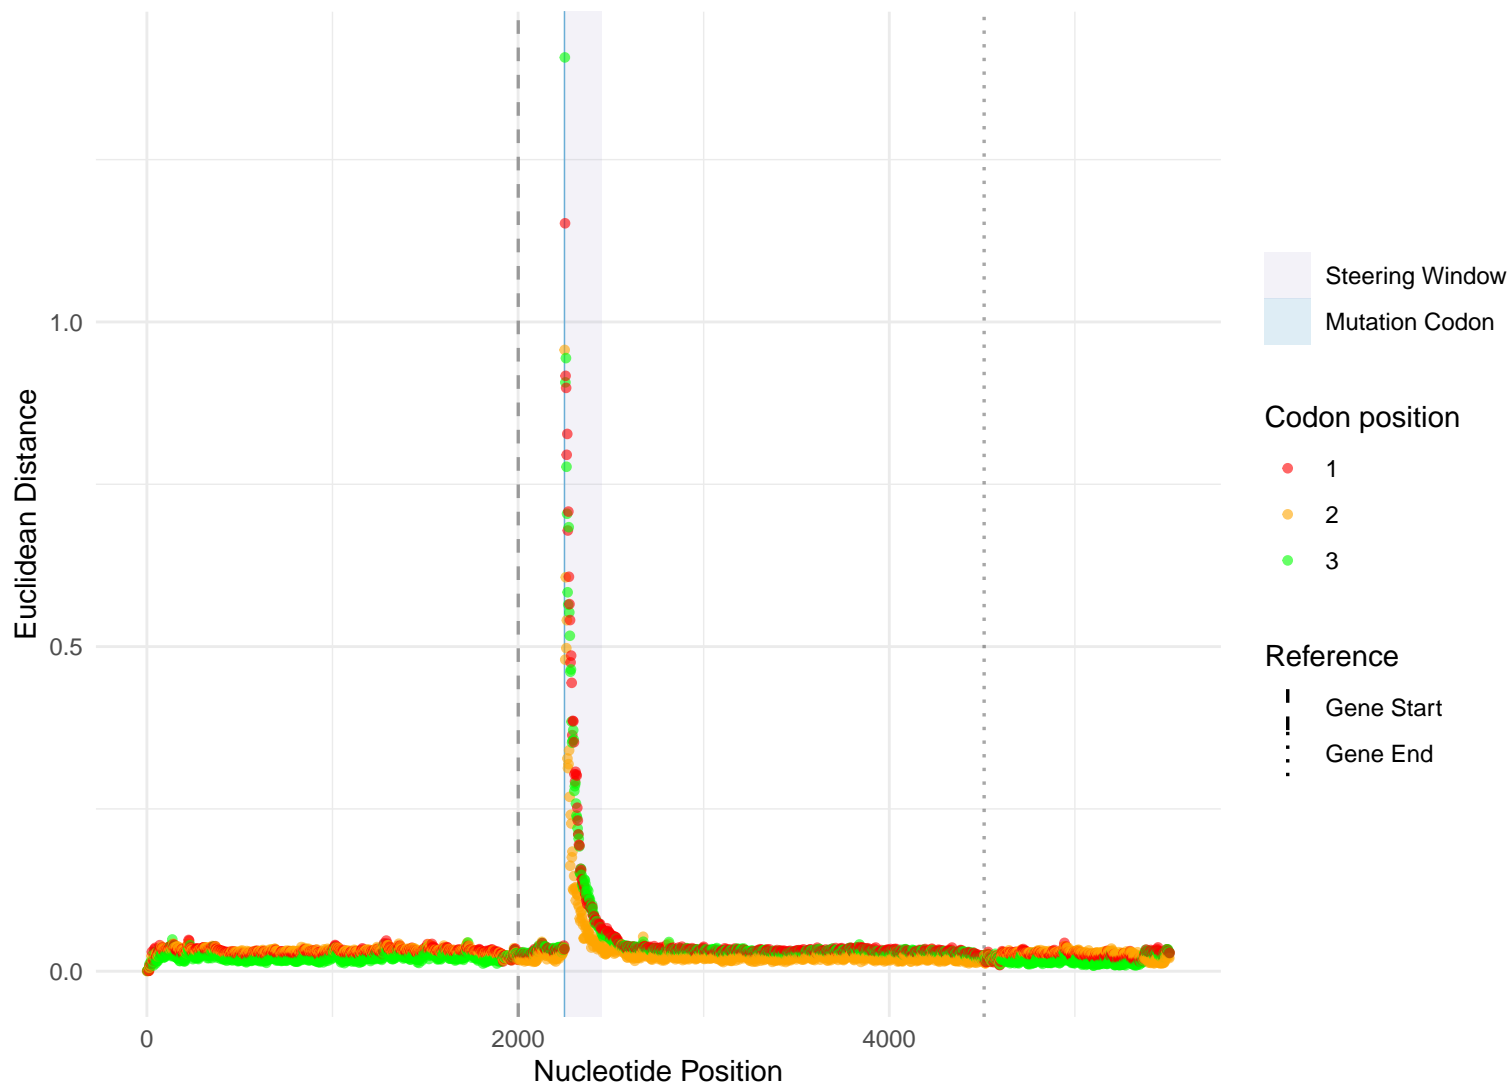 1.0
0.5
0.0
Euclidean Distance
0
2000
4000
Nucleotide Position
Steering Window
Mutation Codon
Codon position
1
2
3
Reference
Gene Start
Gene End